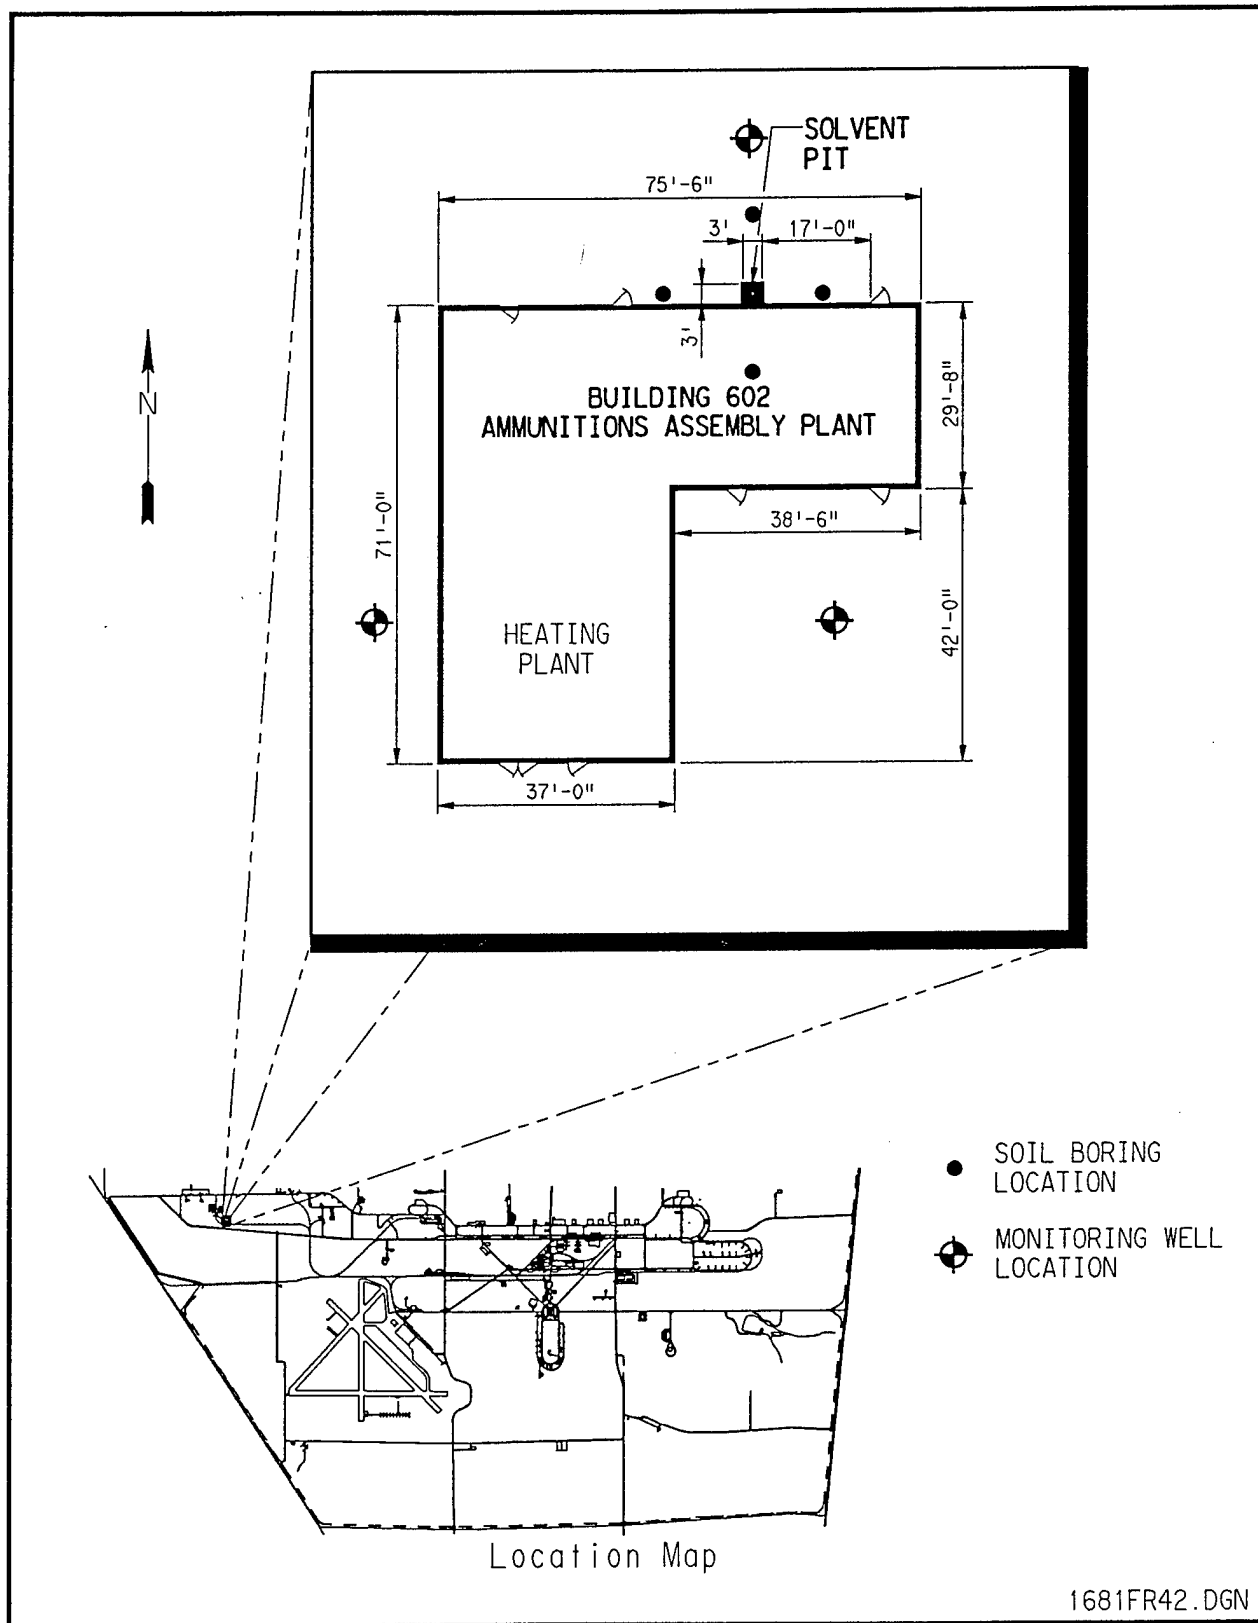 SOLVENT
PIT
75'-6"
3'
17'-0"
3'
N
BUILDING 602
AMMUNITIONS ASSEMBLY PLANT
29'-8"
71'-0"
38'-6"
HEATING
PLANT
42'-0"
37'-0"
SOIL BORING
LOCATION
MONITORING WELL
LOCATION
Location Map
1681FR42.DGN